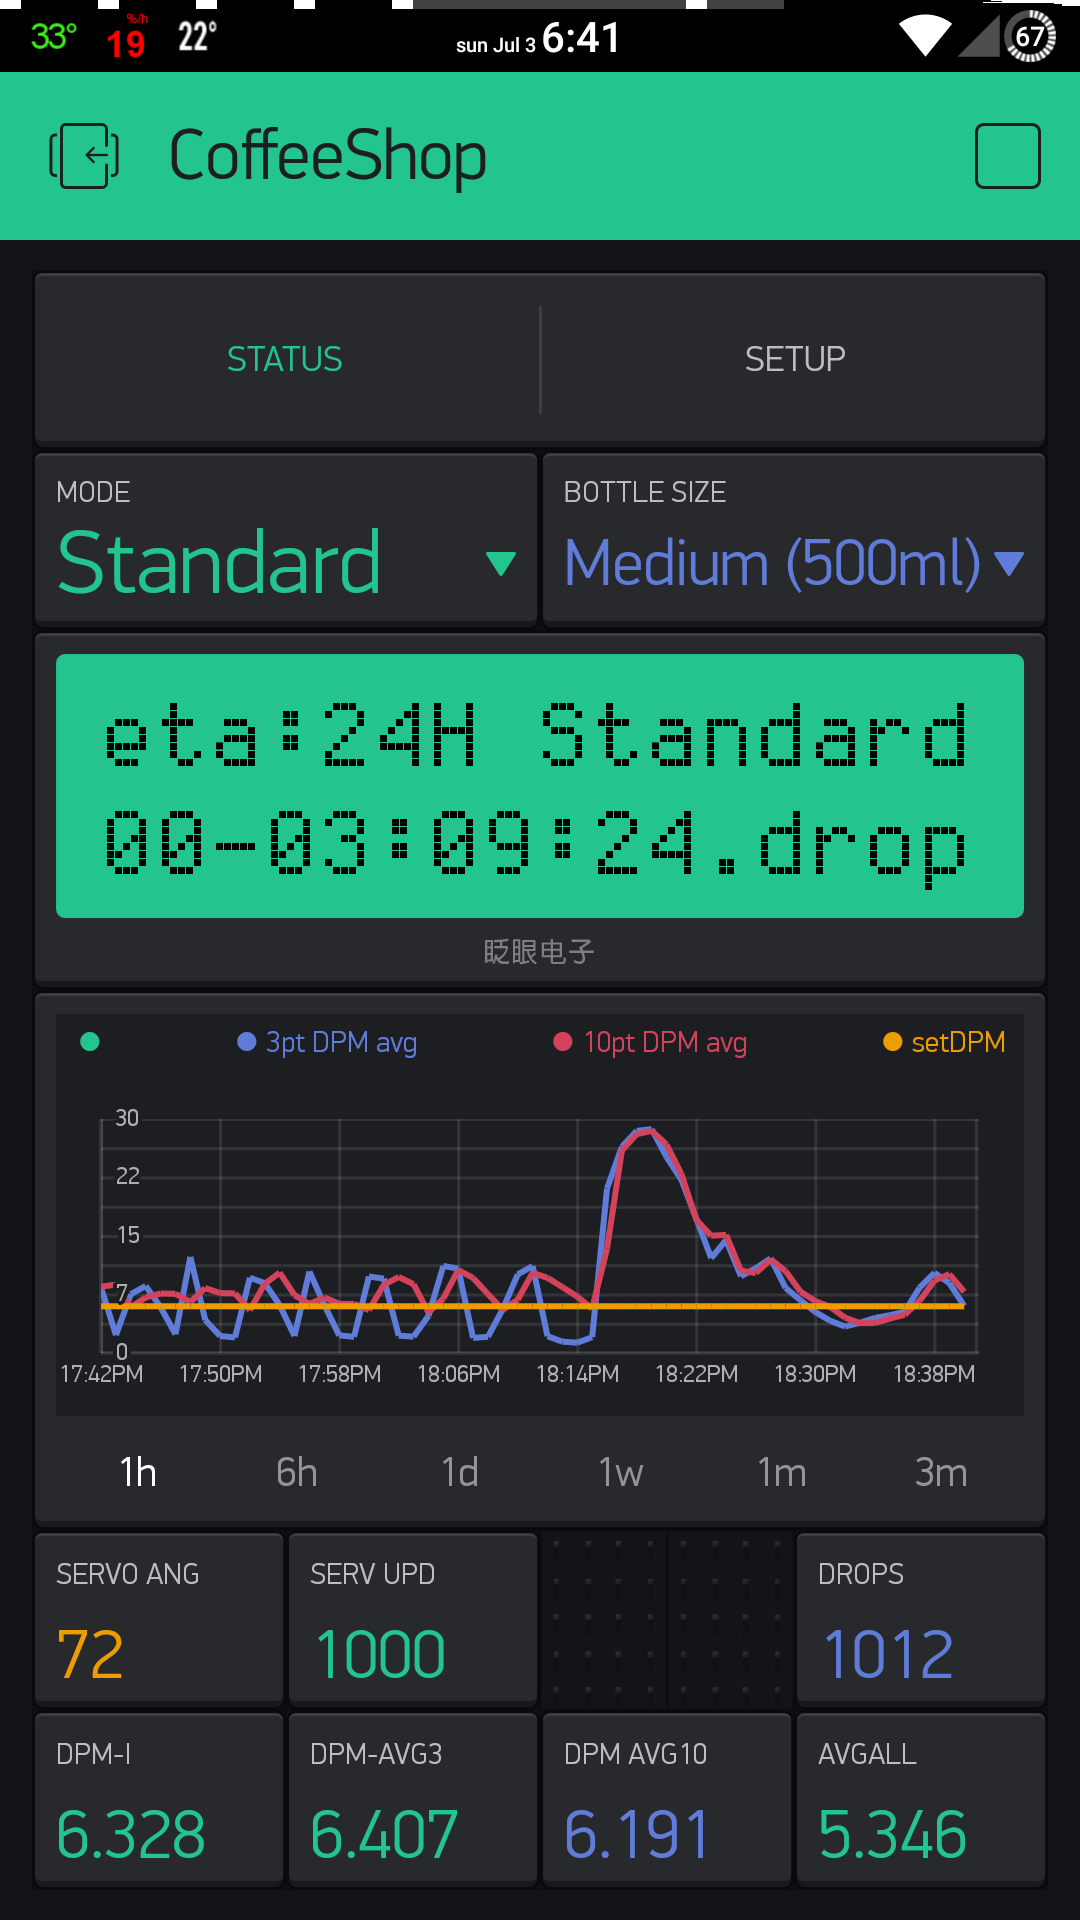 33° 19 %/h 22° sun Jul 3 6:41 67
CoffeeShop
STATUS SETUP
MODE BOTTLE SIZE
Standard Medium (500ml)
eta:24H Standard
00-03:09:24.drop
眨眼电子
3pt DPM avg 10pt DPM avg setDPM
30
22
15
7
0
17:42PM 17:50PM 17:58PM 18:06PM 18:14PM 18:22PM 18:30PM 18:38PM
1h 6h 1d 1w 1m 3m
SERVO ANG SERV UPD DROPS
72 1000 1012
DPM-I DPM-AVG3 DPM AVG10 AVGALL
6.328 6.407 6.191 5.346